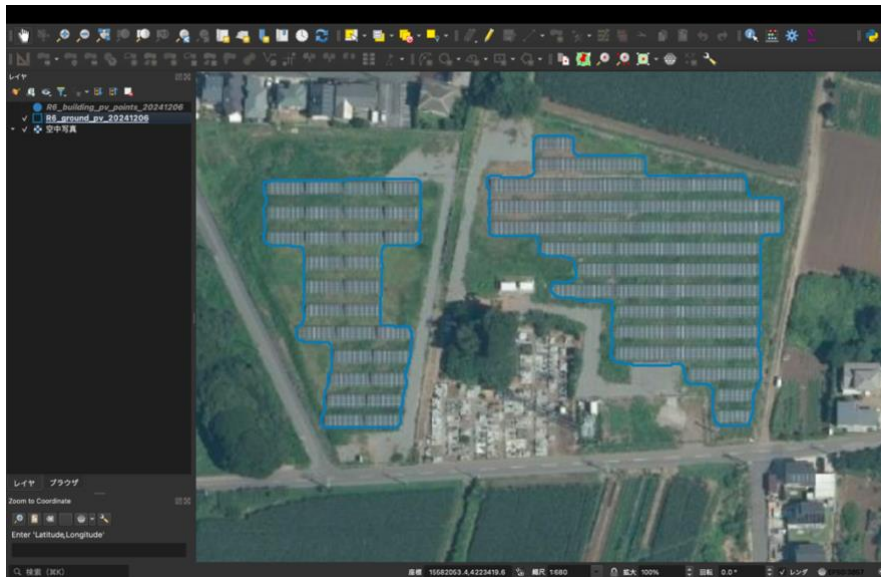 レイヤ
R6_building_pv_points_20241206
R6_ground_pv_20241206
空中写真
レイヤ ブラウザ
Zoom to Coordinate
Enter 'Latitude,Longitude'
検索 (⌘K)
座標 15582053.4,4223419.6 縮尺 1:680 拡大 100% 回転 0.0° レンダ EPSG:3857